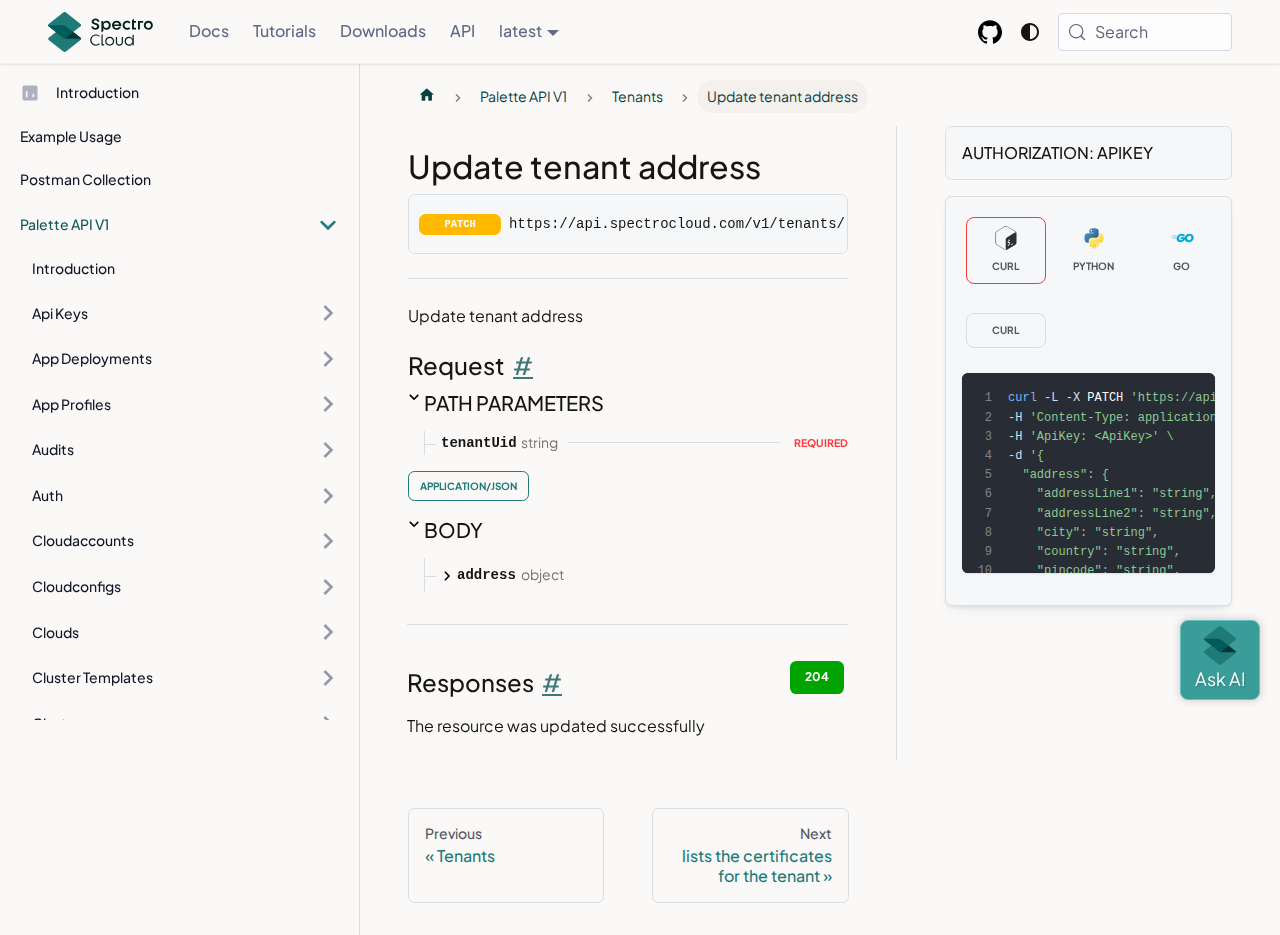 Spectro
Cloud
Docs
Tutorials
Downloads
API
latest
Search
Introduction
Example Usage
Postman Collection
Palette API V1
Introduction
Api Keys
App Deployments
App Profiles
Audits
Auth
Cloudaccounts
Cloudconfigs
Clouds
Cluster Templates
Palette API V1
Tenants
Update tenant address
Update tenant address
PATCH https://api.spectrocloud.com/v1/tenants/
Update tenant address
Request #
PATH PARAMETERS
tenantUid string REQUIRED
APPLICATION/JSON
BODY
address object
Responses #
204
The resource was updated successfully
Previous
« Tenants
Next
lists the certificates
for the tenant »
AUTHORIZATION: APIKEY
CURL
PYTHON
GO
CURL
1 curl -L -X PATCH 'https://api
2 -H 'Content-Type: application
3 -H 'ApiKey: <ApiKey>' \
4 -d '{
5 "address": {
6 "addressLine1": "string",
7 "addressLine2": "string",
8 "city": "string",
9 "country": "string",
10 "pincode": "string",
Ask AI